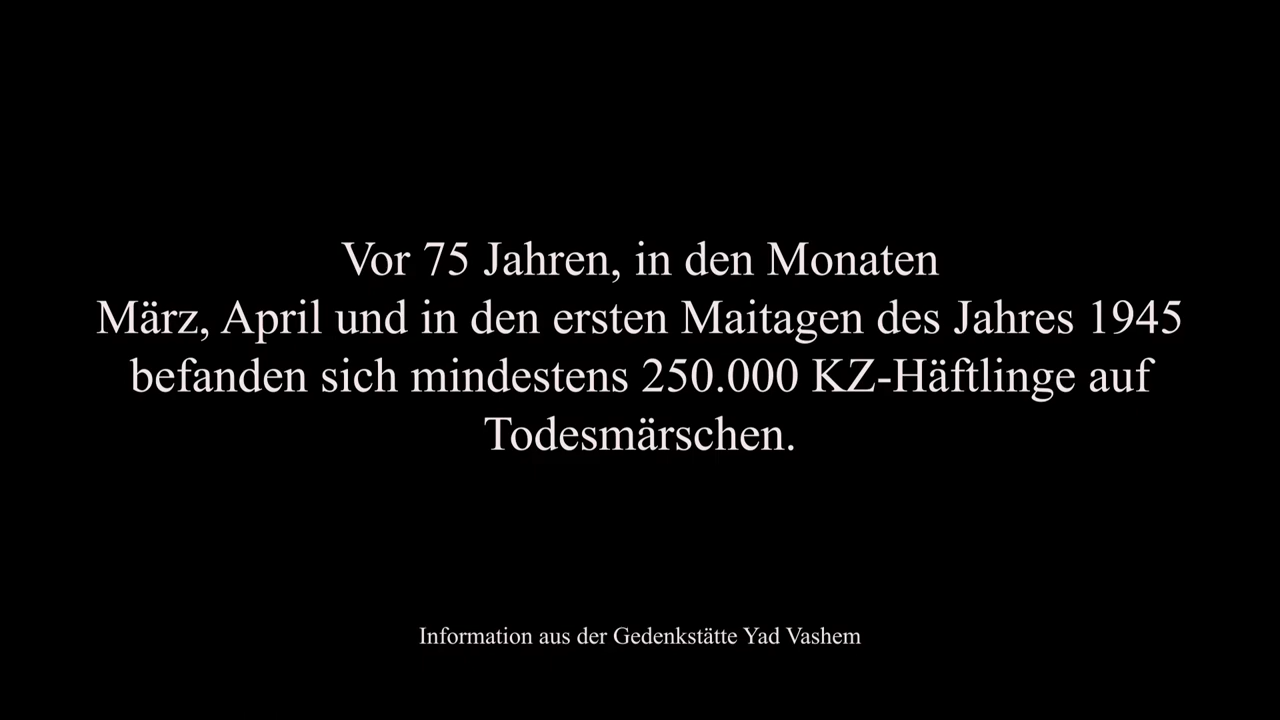 Vor 75 Jahren, in den Monaten
März, April und in den ersten Maitagen des Jahres 1945
befanden sich mindestens 250.000 KZ-Häftlinge auf
Todesmärschen.
Information aus der Gedenkstätte Yad Vashem